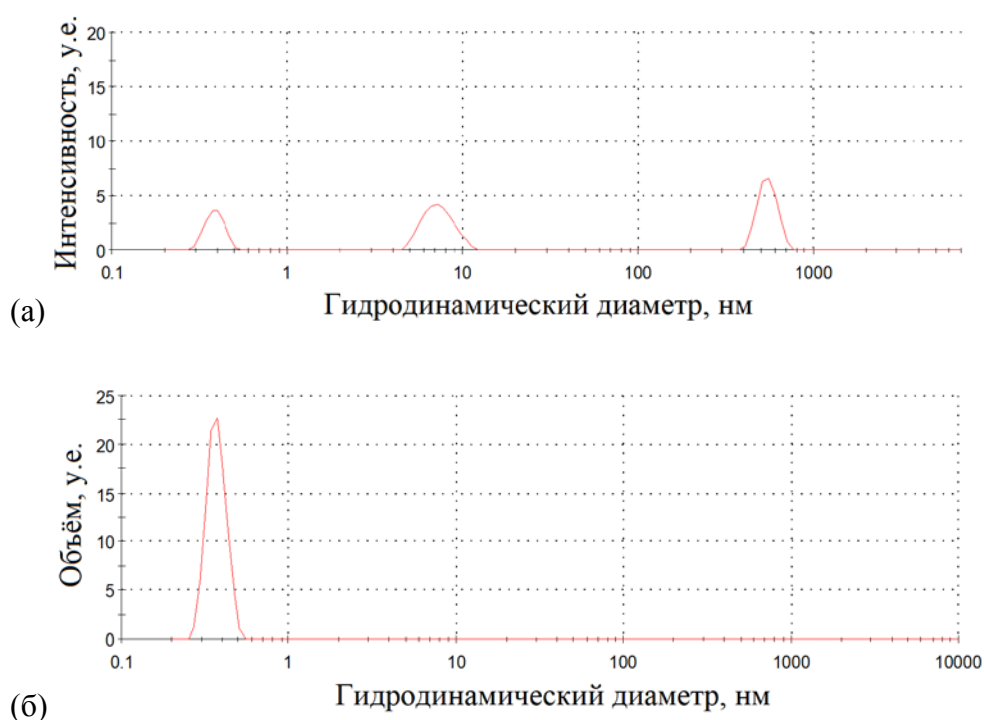 Интенсивность, у.е.
20
15
10
5
0
0.1 1 10 100 1000
Гидродинамический диаметр, нм
(а)
Объём, у.е.
25
20
15
10
5
0
0.1 1 10 100 1000 10000
Гидродинамический диаметр, нм
(б)